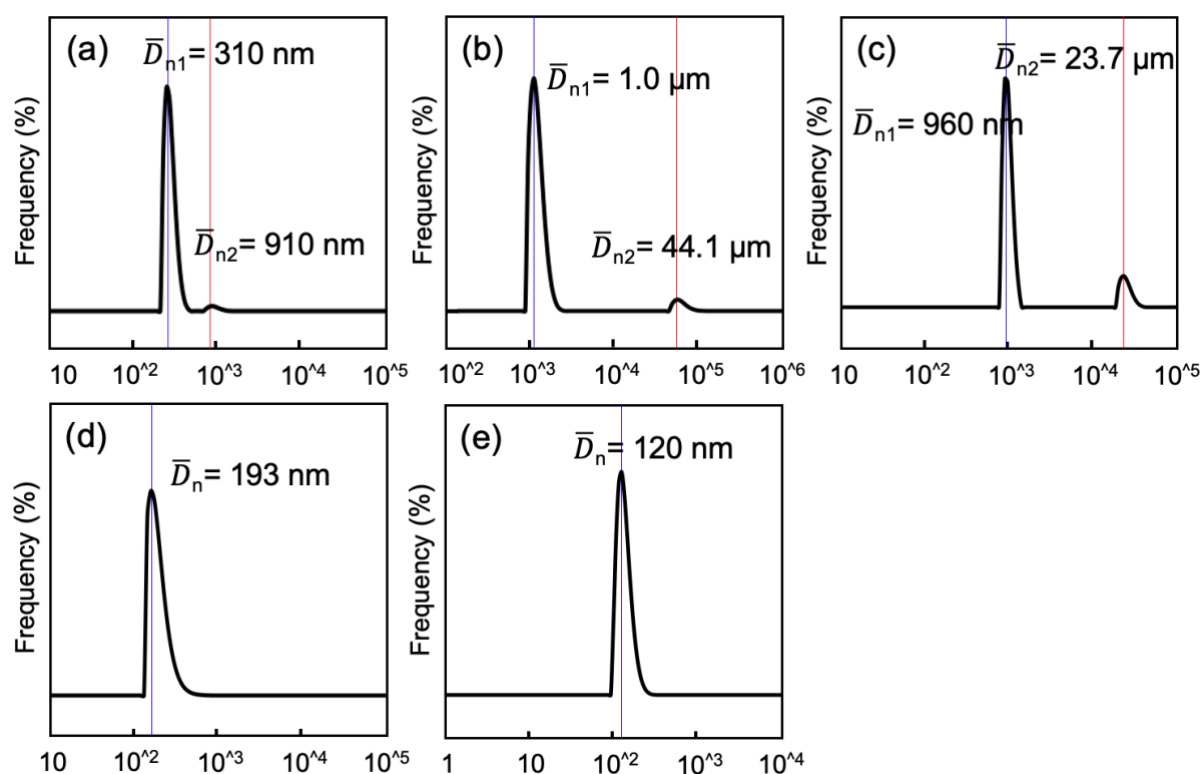 (a)
D̅n1= 310 nm
D̅n2= 910 nm
Frequency (%)
10 10^2 10^3 10^4 10^5
(b)
D̅n1= 1.0 µm
D̅n2= 44.1 µm
Frequency (%)
10^2 10^3 10^4 10^5 10^6
(c)
D̅n2= 23.7 µm
D̅n1= 960 nm
Frequency (%)
10 10^2 10^3 10^4 10^5
(d)
D̅n= 193 nm
Frequency (%)
10 10^2 10^3 10^4 10^5
(e)
D̅n= 120 nm
Frequency (%)
1 10 10^2 10^3 10^4